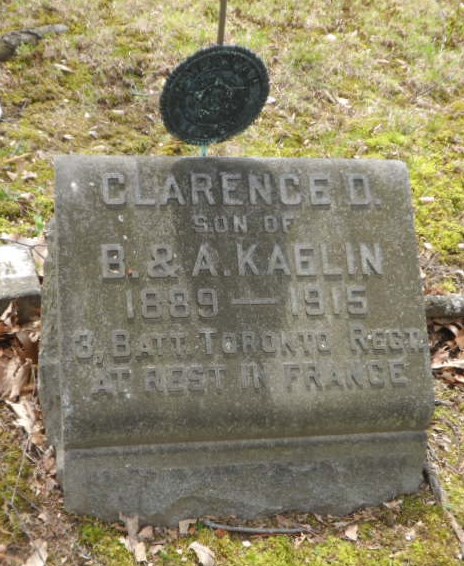 CLARENCE D.
SON OF
B. & A. KAELIN
1889 — 1915
3, BATT. TORONTO REGT.
AT REST IN FRANCE